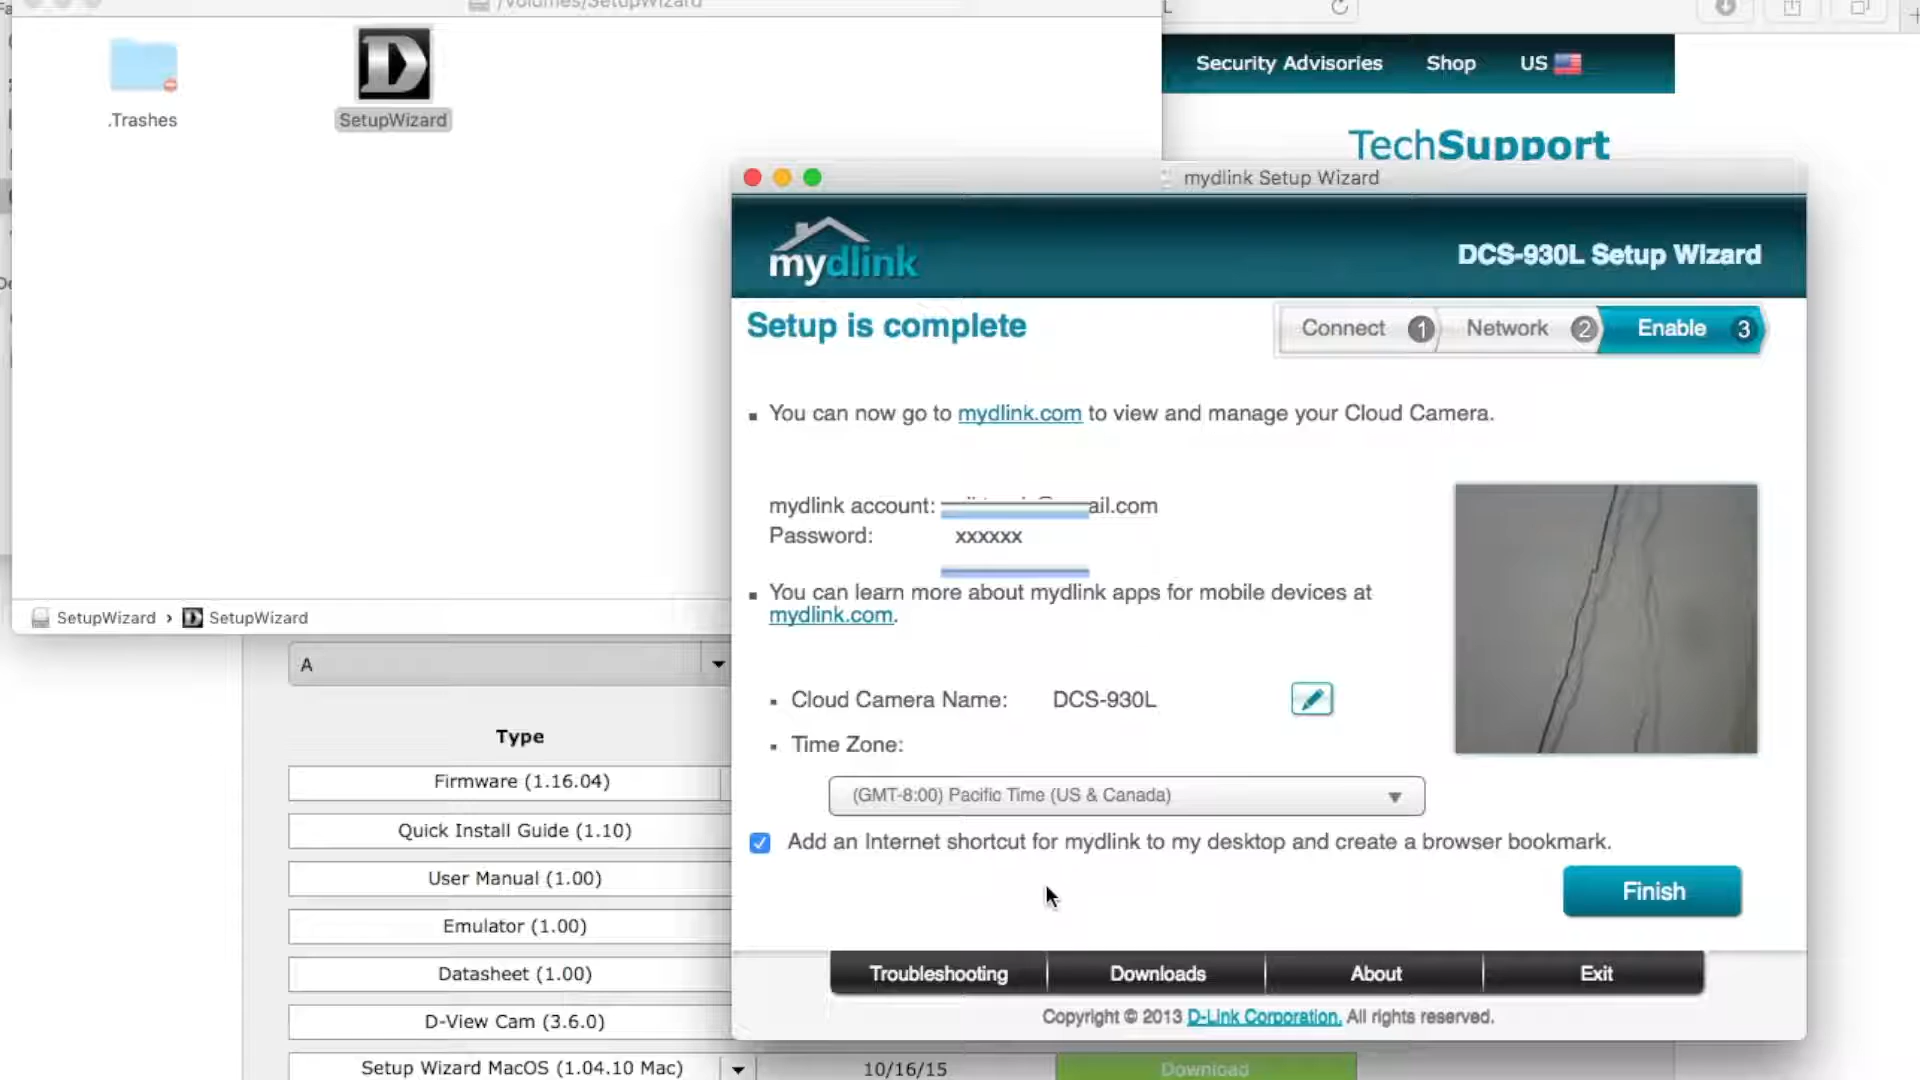 /Volumes/SetupWizard
.Trashes
SetupWizard
Security Advisories
Shop
US
TechSupport
mydlink Setup Wizard
mydlink
DCS-930L Setup Wizard
Setup is complete
Connect 1
Network 2
Enable 3
You can now go to mydlink.com to view and manage your Cloud Camera.
mydlink account: ail.com
Password: xxxxxx
You can learn more about mydlink apps for mobile devices at
mydlink.com.
SetupWizard › SetupWizard
A
Cloud Camera Name: DCS-930L
Time Zone:
(GMT-8:00) Pacific Time (US & Canada)
Add an Internet shortcut for mydlink to my desktop and create a browser bookmark.
Finish
Type
Firmware (1.16.04)
Quick Install Guide (1.10)
User Manual (1.00)
Emulator (1.00)
Datasheet (1.00)
D-View Cam (3.6.0)
Setup Wizard MacOS (1.04.10 Mac)
10/16/15
Download
Troubleshooting
Downloads
About
Exit
Copyright © 2013 D-Link Corporation. All rights reserved.